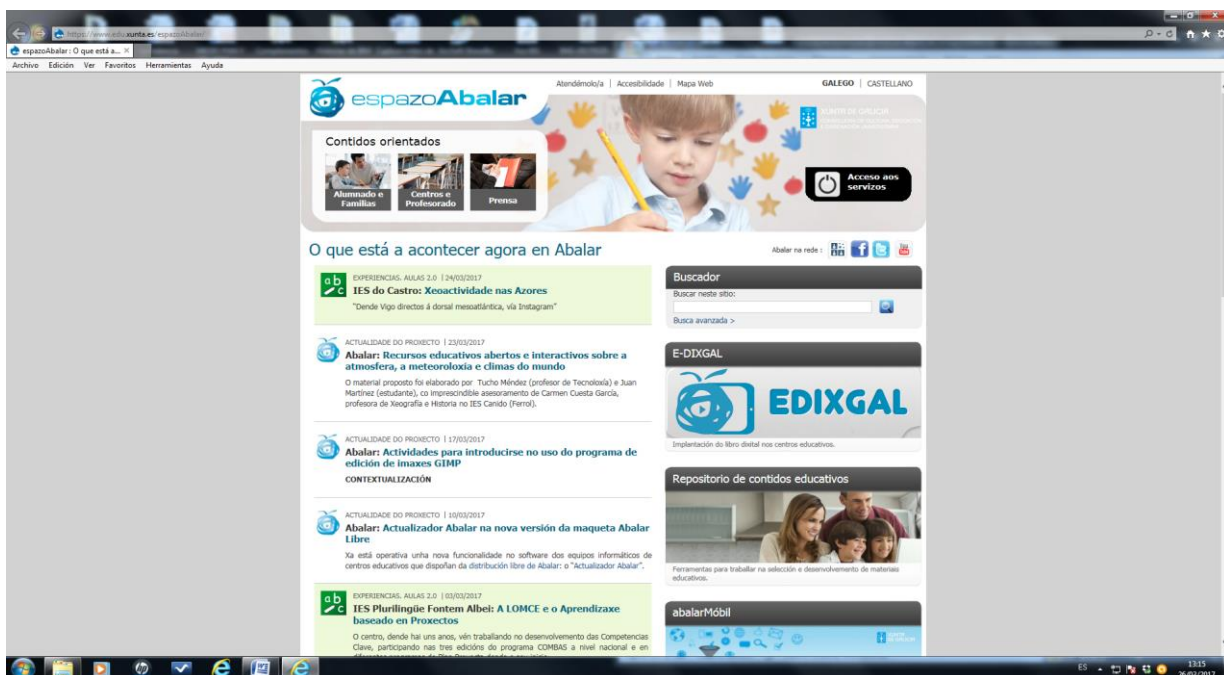 https://www.edu.xunta.es/espazoAbalar/
espazoAbalar : O que está a...
Archivo Edición Ver Favoritos Herramientas Ayuda
espazoAbalar
Atendémolo/a | Accesibilidade | Mapa Web
GALEGO | CASTELLANO
XUNTA DE GALICIA
Contidos orientados
Alumnado e
Familias
Centros e
Profesorado
Prensa
Acceso aos
servizos
O que está a acontecer agora en Abalar
Abalar na rede :
EXPERIENCIAS. AULAS 2.0 | 24/03/2017
IES do Castro: Xeoactividade nas Azores
"Dende Vigo directos á dorsal mesoatlántica, vía Instagram"
ACTUALIDADE DO PROXECTO | 23/03/2017
Abalar: Recursos educativos abertos e interactivos sobre a
atmosfera, a meteoroloxía e climas do mundo
O material proposto foi elaborado por Tucho Méndez (profesor de Tecnoloxía) e Juan
Martínez (estudante), co imprescindible asesoramento de Carmen Cuesta García,
profesora de Xeografía e Historia no IES Canido (Ferrol).
ACTUALIDADE DO PROXECTO | 17/03/2017
Abalar: Actividades para introducirse no uso do programa de
edición de imaxes GIMP
CONTEXTUALIZACIÓN
ACTUALIDADE DO PROXECTO | 10/03/2017
Abalar: Actualizador Abalar na nova versión da maqueta Abalar
Libre
Xa está operativa unha nova funcionalidade no software dos equipos informáticos de
centros educativos que dispoñan da distribución libre de Abalar: o "Actualizador Abalar".
EXPERIENCIAS. AULAS 2.0 | 03/03/2017
IES Plurilingüe Fontem Albei: A LOMCE e o Aprendizaxe
baseado en Proxectos
O centro, dende hai uns anos, vén traballando no desenvolvemento das Competencias
Clave, participando nas tres edicións do programa COMBAS a nivel nacional e en
Buscador
Buscar neste sitio:
Busca avanzada >
E-DIXGAL
EDIXGAL
Implantación do libro dixital nos centros educativos.
Repositorio de contidos educativos
Ferramentas para traballar na selección e desenvolvemento de materiais
educativos.
abalarMóbil
ES
13:15
26/03/2017